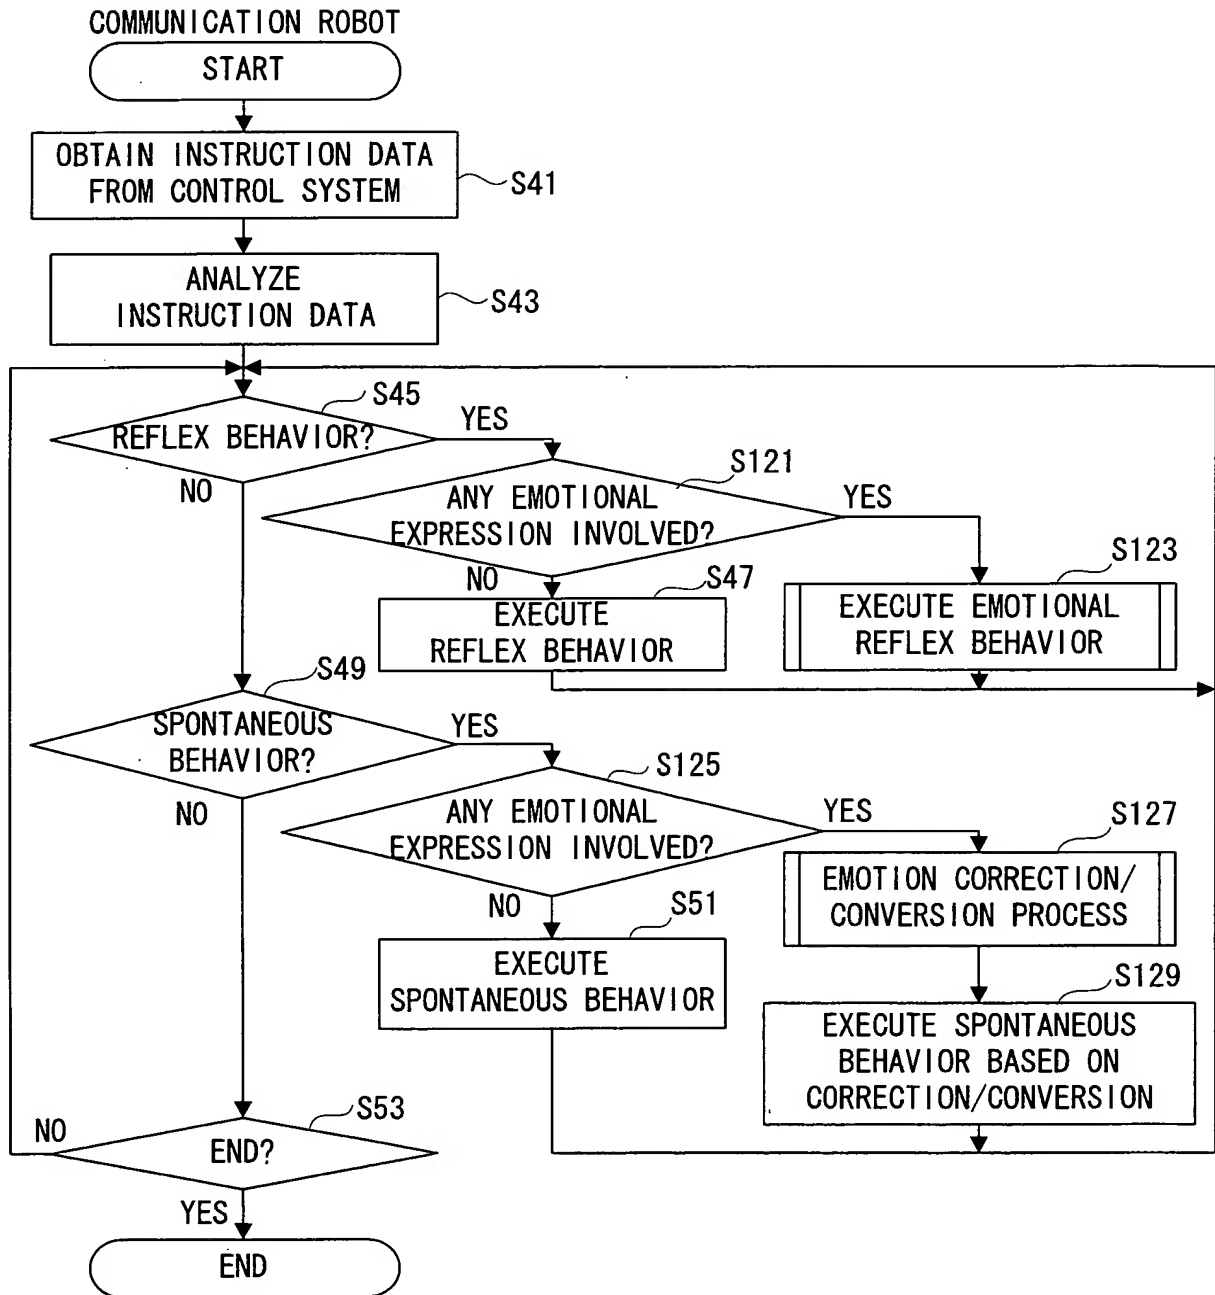 COMMUNICATION ROBOT
START
OBTAIN INSTRUCTION DATA
FROM CONTROL SYSTEM
S41
ANALYZE
INSTRUCTION DATA
S43
S45
REFLEX BEHAVIOR?
YES
NO
S121
ANY EMOTIONAL
EXPRESSION INVOLVED?
YES
NO
S47
EXECUTE
REFLEX BEHAVIOR
S123
EXECUTE EMOTIONAL
REFLEX BEHAVIOR
S49
SPONTANEOUS
BEHAVIOR?
YES
NO
S125
ANY EMOTIONAL
EXPRESSION INVOLVED?
YES
NO
S127
EMOTION CORRECTION/
CONVERSION PROCESS
S51
EXECUTE
SPONTANEOUS BEHAVIOR
S129
EXECUTE SPONTANEOUS
BEHAVIOR BASED ON
CORRECTION/CONVERSION
S53
NO
END?
YES
END